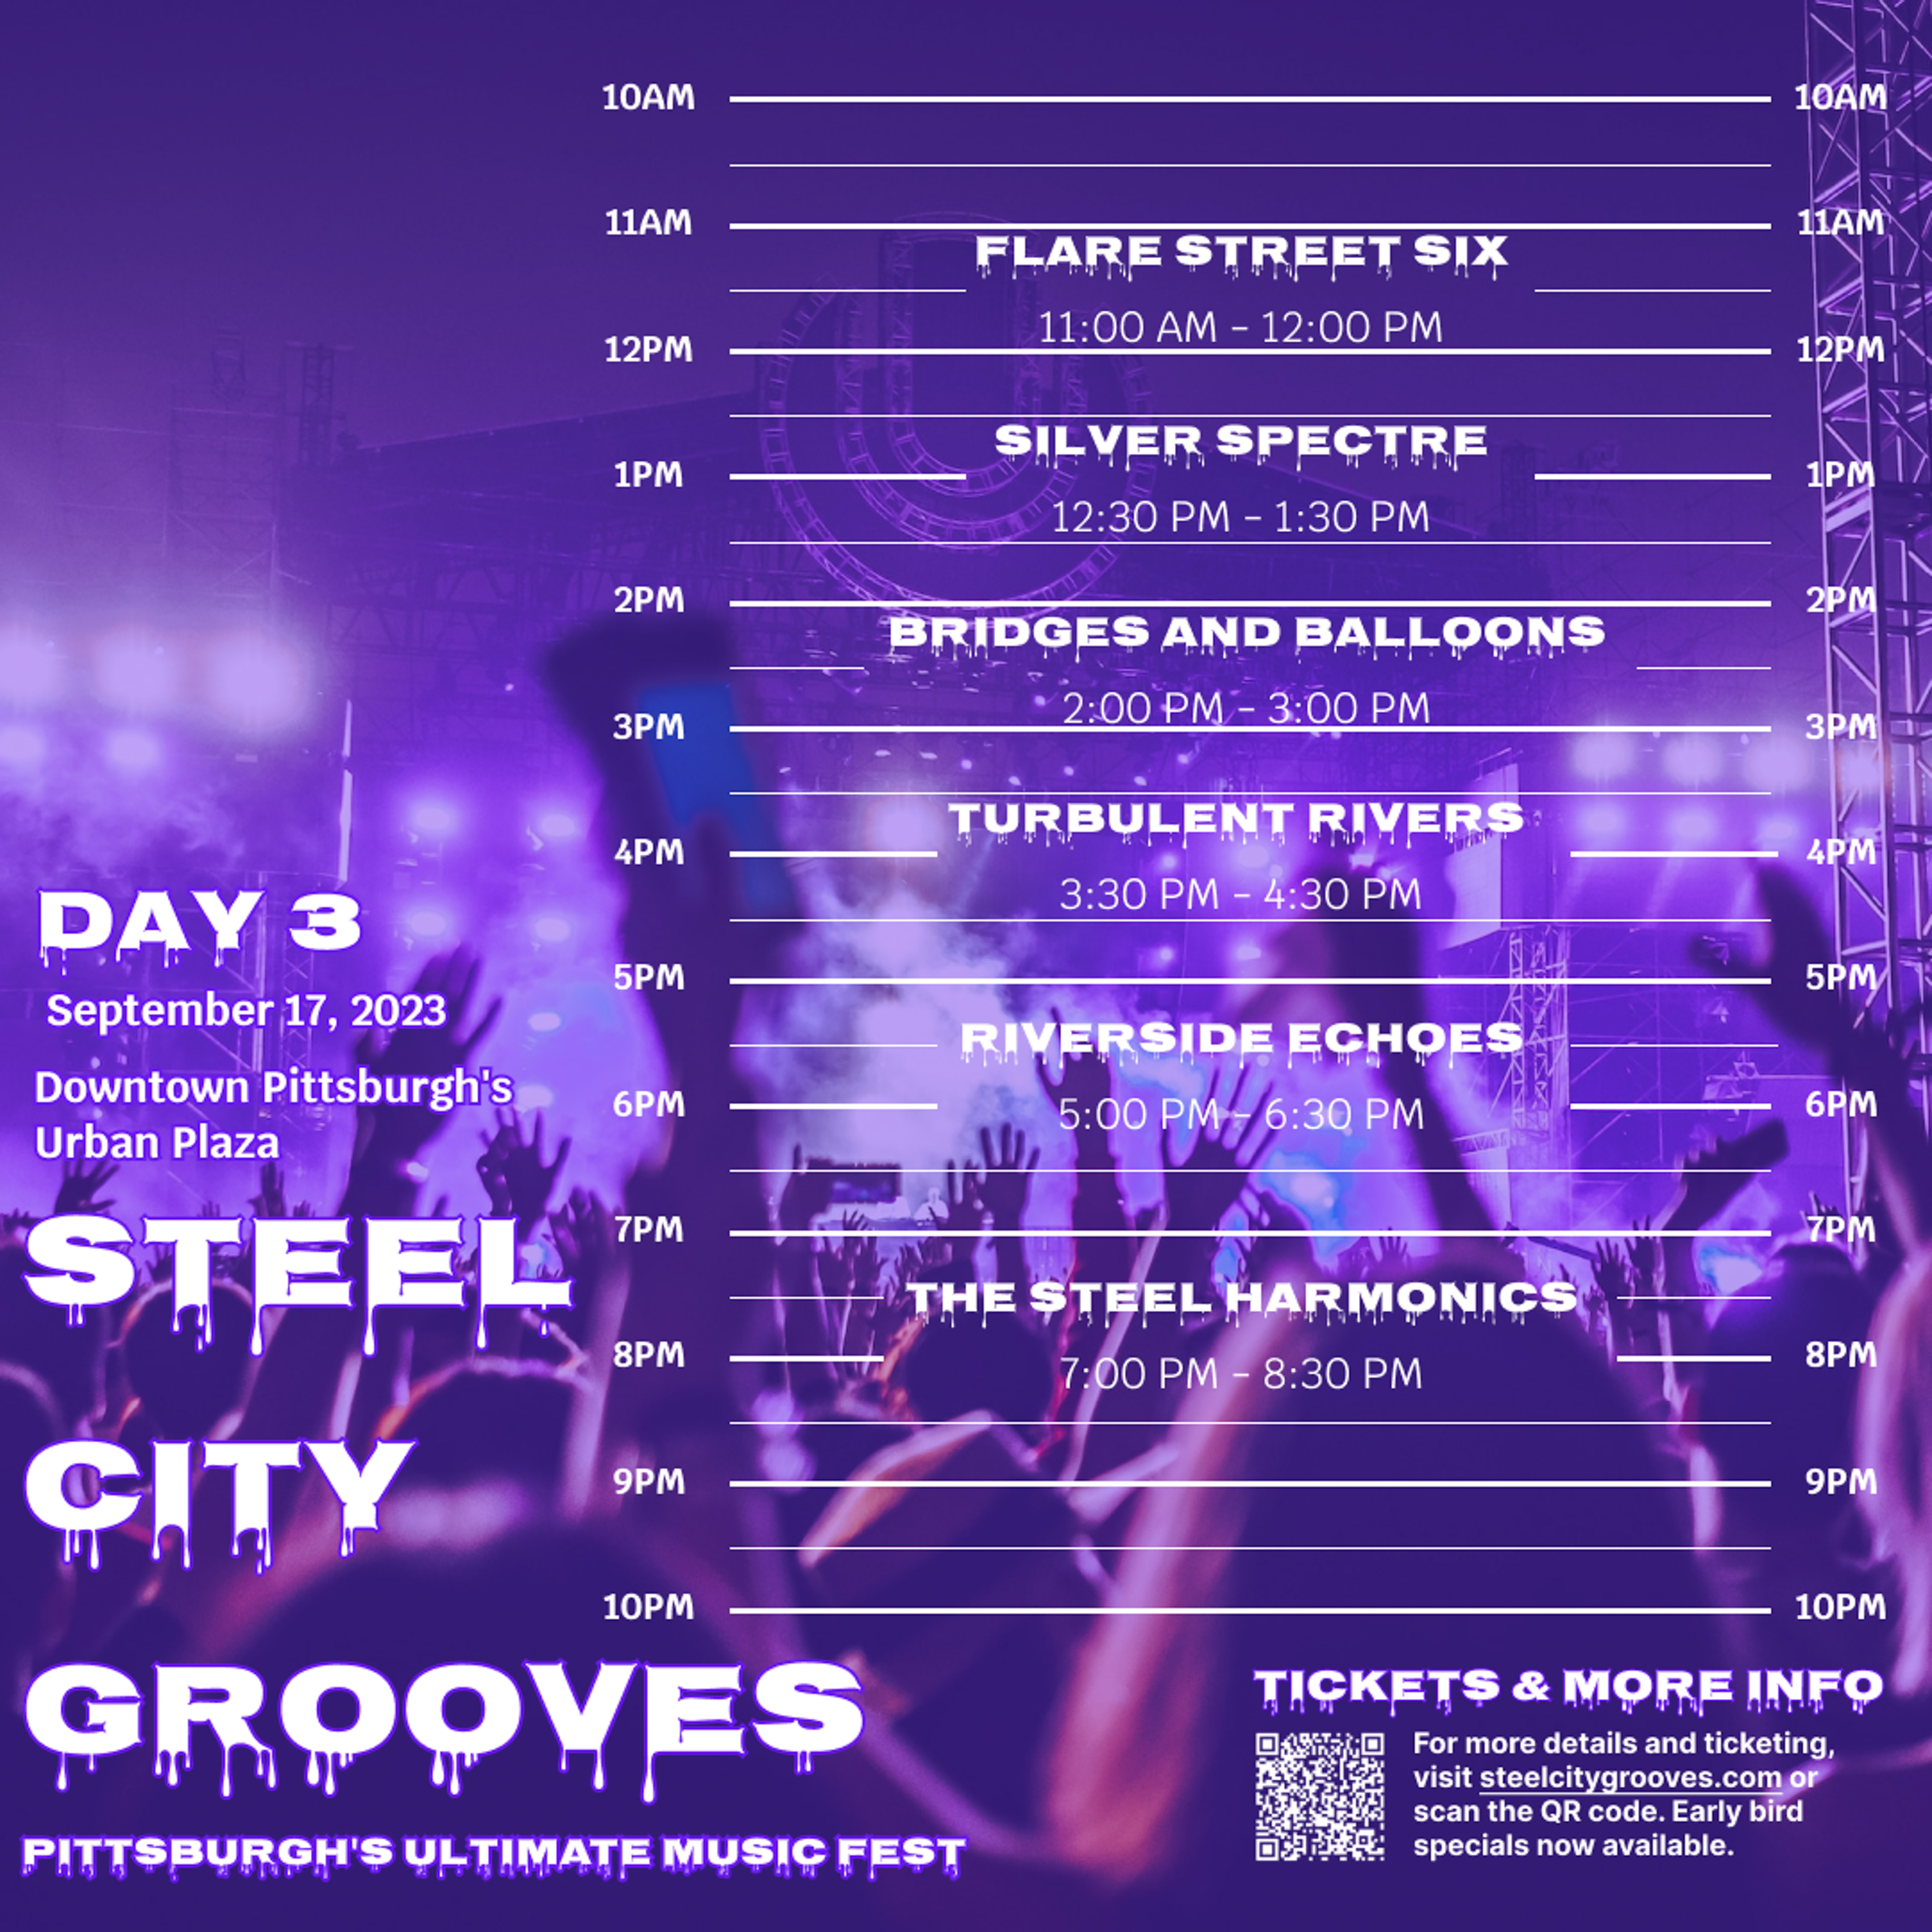 10AM 10AM
11AM 11AM
FLARE STREET SIX
11:00 AM – 12:00 PM
12PM 12PM
SILVER SPECTRE
1PM 1PM
12:30 PM – 1:30 PM
2PM 2PM
BRIDGES AND BALLOONS
2:00 PM – 3:00 PM
3PM 3PM
TURBULENT RIVERS
4PM 4PM
3:30 PM – 4:30 PM
5PM 5PM
RIVERSIDE ECHOES
6PM 6PM
5:00 PM – 6:30 PM
7PM 7PM
THE STEEL HARMONICS
8PM 8PM
7:00 PM – 8:30 PM
9PM 9PM
10PM 10PM
DAY 3
September 17, 2023
Downtown Pittsburgh's
Urban Plaza
STEEL
CITY
GROOVES
PITTSBURGH'S ULTIMATE MUSIC FEST
TICKETS & MORE INFO
For more details and ticketing,
visit steelcitygrooves.com or
scan the QR code. Early bird
specials now available.